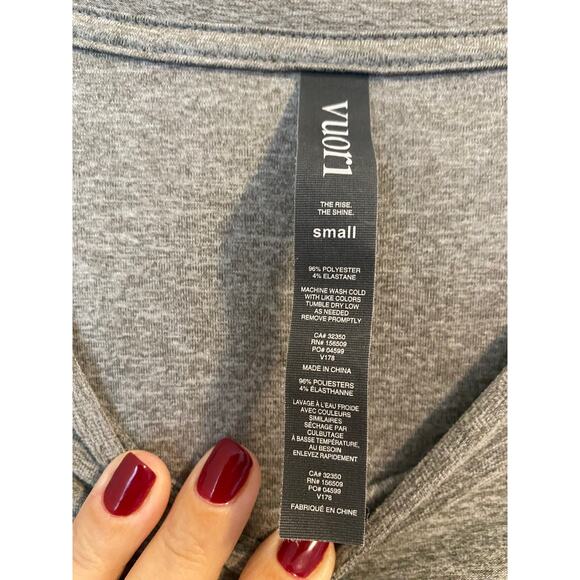 vuori
THE RISE.
THE SHINE.
small
96% POLYESTER
4% ELASTANE
MACHINE WASH COLD
WITH LIKE COLORS
TUMBLE DRY LOW
AS NEEDED
REMOVE PROMPTLY
CA# 32350
RN# 156509
PO# 04599
V178
MADE IN CHINA
96% POLYESTERS
4% ÉLASTHANNE
LAVAGE À L'EAU FROIDE
AVEC COULEURS
SIMILAIRES
SÉCHAGE PAR
CULBUTAGE
À BASSE TEMPÉRATURE,
AU BESOIN
ENLEVEZ RAPIDEMENT
CA# 32350
RN# 156509
PO# 04599
V178
FABRIQUÉ EN CHINE